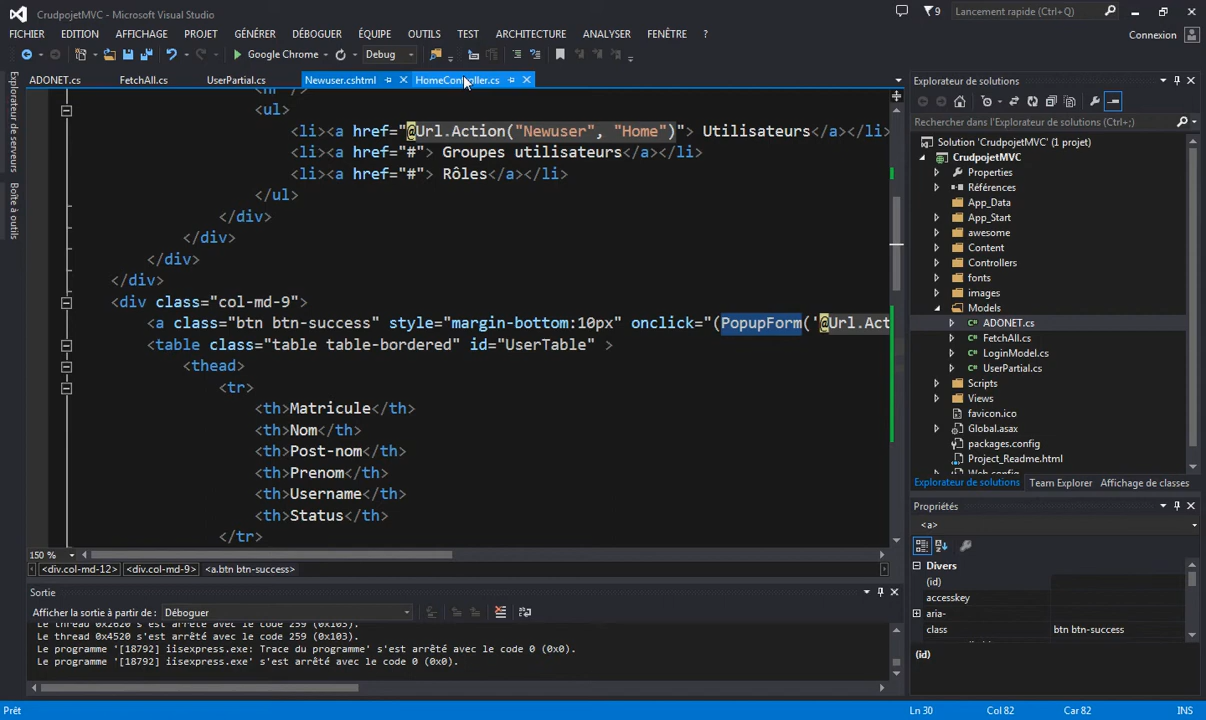 CrudpojetMVC - Microsoft Visual Studio
9
Lancement rapide (Ctrl+Q)
FICHIER EDITION AFFICHAGE PROJET GÉNÉRER DÉBOGUER ÉQUIPE OUTILS TEST ARCHITECTURE ANALYSER FENÊTRE ?
Connexion
Google Chrome Debug
ADONET.cs FetchAll.cs UserPartial.cs Newuser.cshtml HomeController.cs
Explorateur de serveurs
Boîte à outils
<ul>
<li><a href="@Url.Action("Newuser", "Home")"> Utilisateurs</a></li>
<li><a href="#"> Groupes utilisateurs</a></li>
<li><a href="#"> Rôles</a></li>
</ul>
</div>
</div>
</div>
</div>
<div class="col-md-9">
<a class="btn btn-success" style="margin-bottom:10px" onclick="(PopupForm('@Url.Act
<table class="table table-bordered" id="UserTable" >
<thead>
<tr>
<th>Matricule</th>
<th>Nom</th>
<th>Post-nom</th>
<th>Prenom</th>
<th>Username</th>
<th>Status</th>
</tr>
150 %
<div.col-md-12> <div.col-md-9> <a.btn btn-success>
Sortie
Afficher la sortie à partir de : Déboguer
Le thread 0x2620 s'est arrêté avec le code 259 (0x103).
Le thread 0x4520 s'est arrêté avec le code 259 (0x103).
Le programme '[18792] iisexpress.exe: Trace du programme' s'est arrêté avec le code 0 (0x0).
Le programme '[18792] iisexpress.exe' s'est arrêté avec le code 0 (0x0).
Explorateur de solutions
Rechercher dans l'Explorateur de solutions (Ctrl+;)
Solution 'CrudpojetMVC' (1 projet)
CrudpojetMVC
Properties
Références
App_Data
App_Start
awesome
Content
Controllers
fonts
images
Models
ADONET.cs
FetchAll.cs
LoginModel.cs
UserPartial.cs
Scripts
Views
favicon.ico
Global.asax
packages.config
Project_Readme.html
Explorateur de solutions Team Explorer Affichage de classes
Propriétés
<a>
Divers
(id)
accesskey
aria-
class btn btn-success
(id)
Prêt Ln 30 Col 82 Car 82 INS